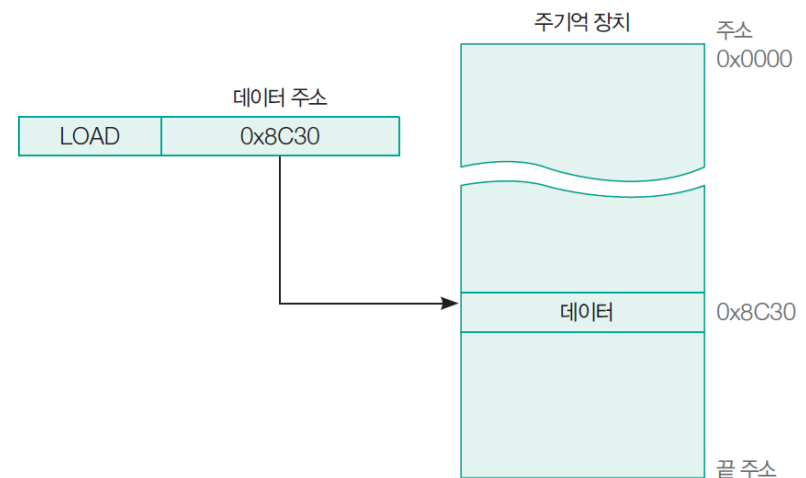 주기억 장치
주소
0x0000
데이터 주소
LOAD
0x8C30
데이터
0x8C30
끝 주소